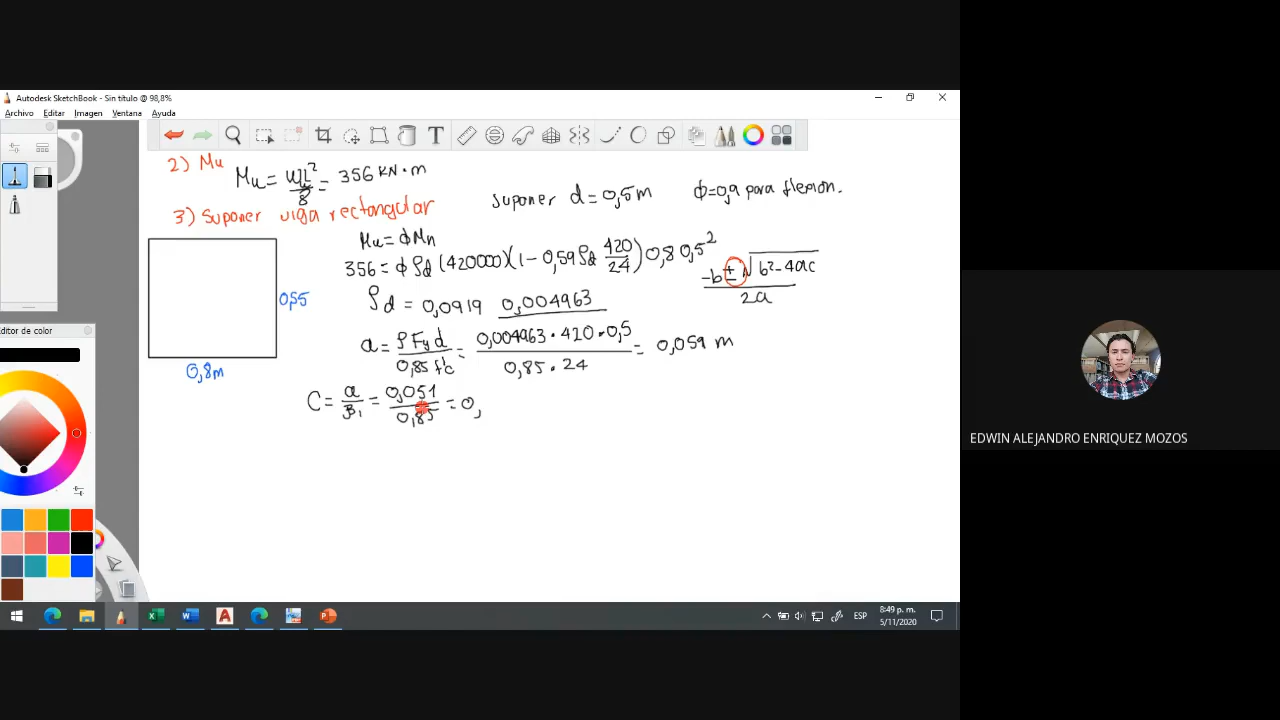 Autodesk SketchBook - Sin título @ 98,8%
Archivo Editar Imagen Ventana Ayuda
2) Mu
Mu = wL²/8 = 356 KN·m
3) Suponer viga rectangular
suponer d = 0,5m φ=0,9 para flexion.
Mu = φMn
356 = φ ρd (420000)(1 - 0,59 ρd 420/24) 0,8 0,5²
-b ± √b²-4ac / 2a
0,55
0,8m
ρd = 0,0919 0,004963
a = ρ Fy d / 0,85 f'c = 0,004963 · 420 · 0,5 / 0,85 · 24 = 0,059 m
C = a/β1 = 0,051/0,85 = 0,
Editor de color
EDWIN ALEJANDRO ENRIQUEZ MOZOS
ESP
8:49 p. m.
5/11/2020